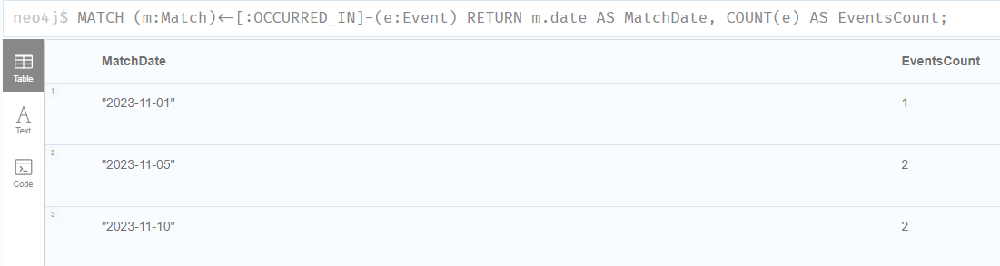 neo4j$ MATCH (m:Match)<-[:OCCURRED_IN]-(e:Event) RETURN m.date AS MatchDate, COUNT(e) AS EventsCount;
MatchDate EventsCount
Table
1 "2023-11-01" 1
Text
2 "2023-11-05" 2
Code
3 "2023-11-10" 2